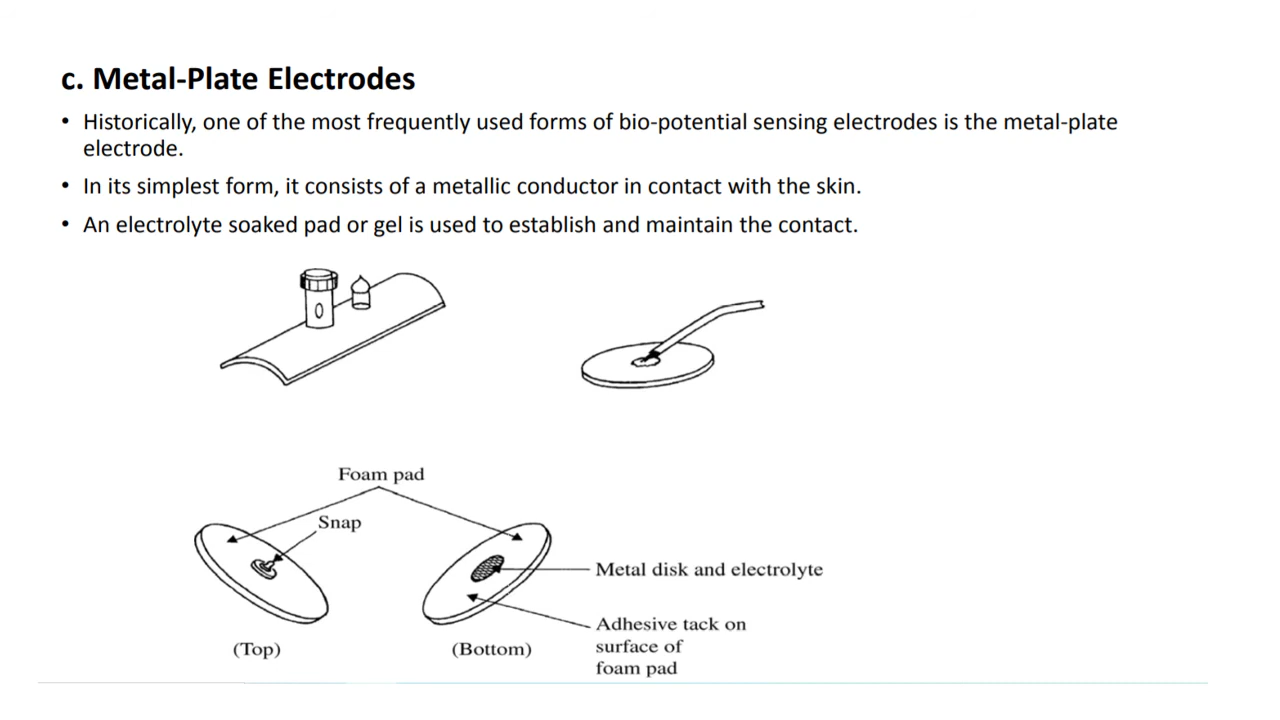 c. Metal-Plate Electrodes
• Historically, one of the most frequently used forms of bio-potential sensing electrodes is the metal-plate
electrode.
• In its simplest form, it consists of a metallic conductor in contact with the skin.
• An electrolyte soaked pad or gel is used to establish and maintain the contact.
Foam pad
Snap
Metal disk and electrolyte
Adhesive tack on
surface of
foam pad
(Top)
(Bottom)